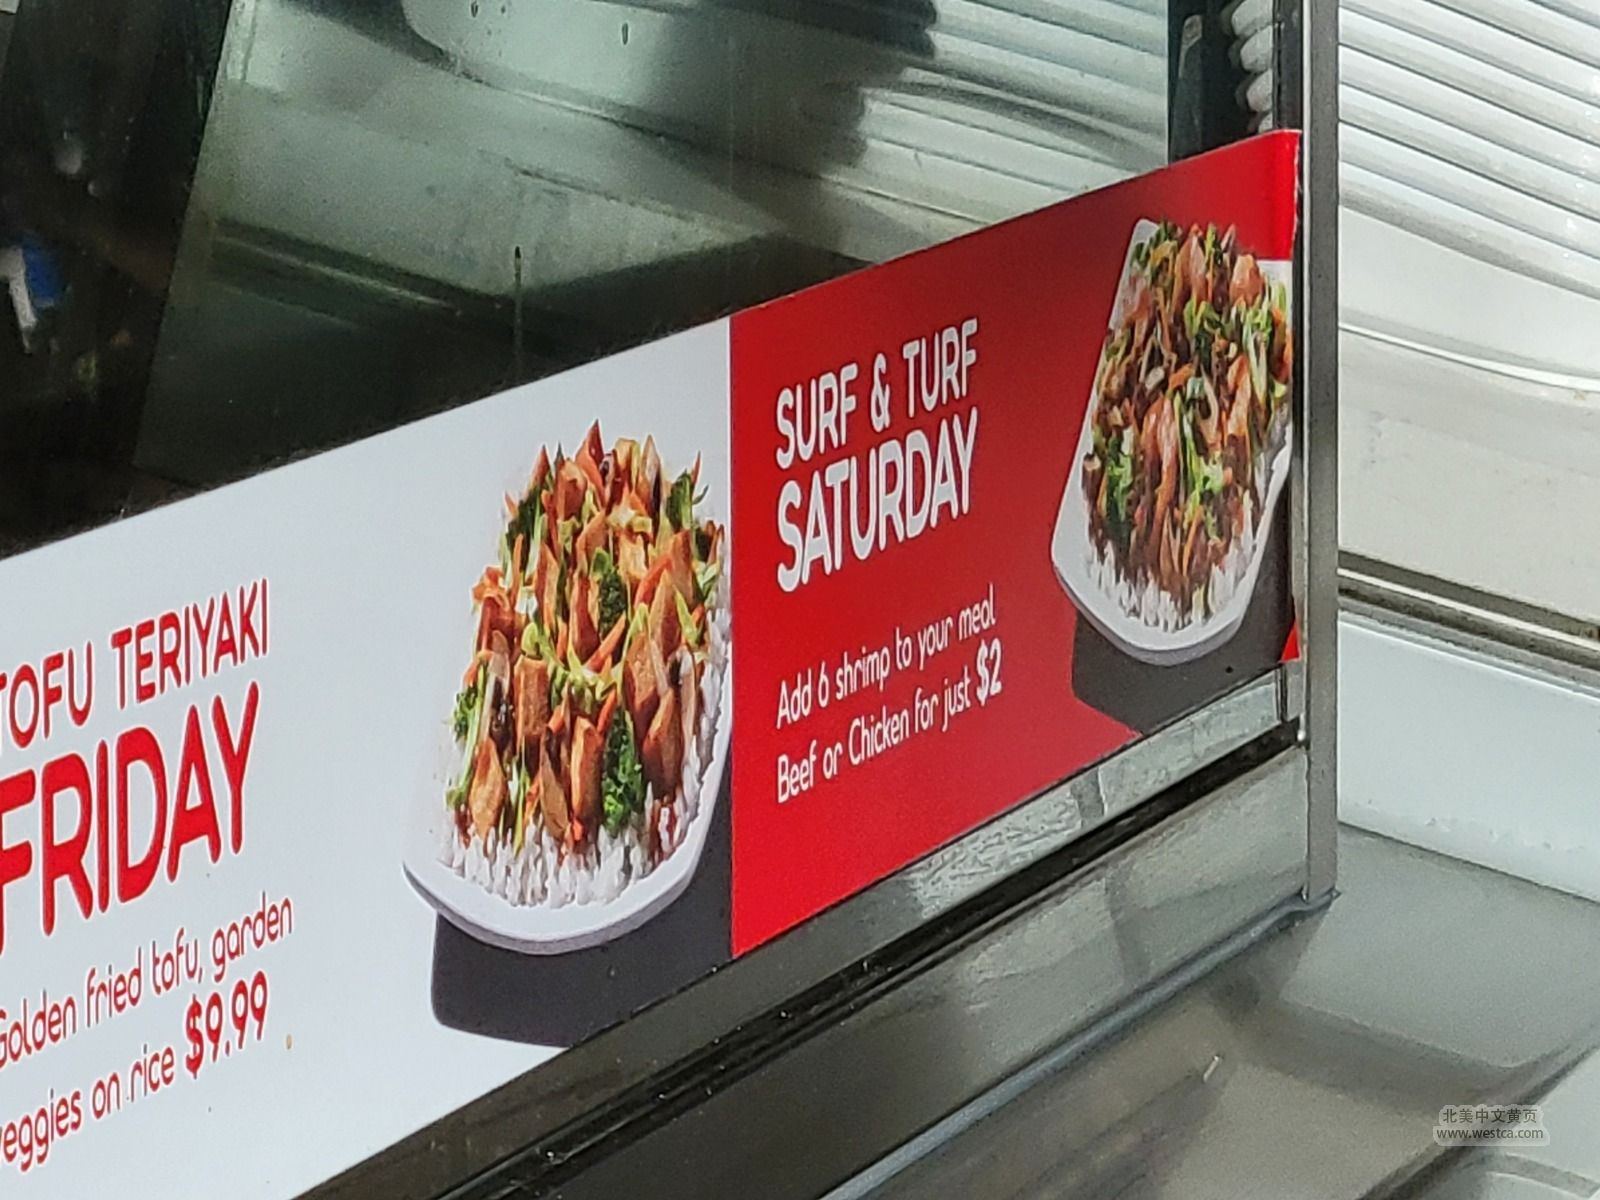 TOFU TERIYAKI
FRIDAY
Golden fried tofu, garden
veggies on rice $9.99
SURF & TURF
SATURDAY
Add 6 shrimp to your meal
Beef or Chicken for just $2
北美中文黄页
www.westca.com